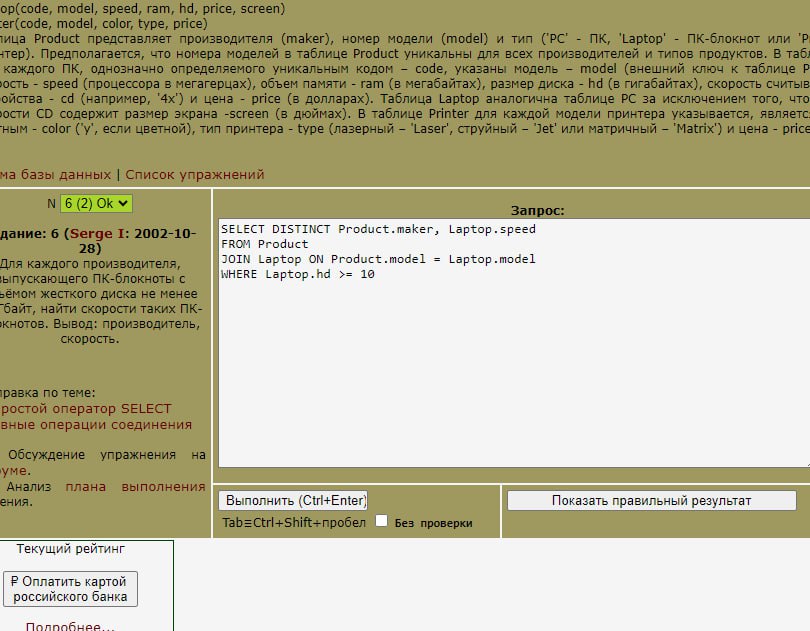 op(code, model, speed, ram, hd, price, screen)
er(code, model, color, type, price)
лица Product представляет производителя (maker), номер модели (model) и тип ('PC' - ПК, 'Laptop' - ПК-блокнот или 'P
нтер). Предполагается, что номера моделей в таблице Product уникальны для всех производителей и типов продуктов. В табл
каждого ПК, однозначно определяемого уникальным кодом – code, указаны модель – model (внешний ключ к таблице P
рость - speed (процессора в мегагерцах), объем памяти - ram (в мегабайтах), размер диска - hd (в гигабайтах), скорость считыв
ройства - cd (например, '4x') и цена - price (в долларах). Таблица Laptop аналогична таблице PC за исключением того, что
рости CD содержит размер экрана -screen (в дюймах). В таблице Printer для каждой модели принтера указывается, являетс
тным - color ('y', если цветной), тип принтера - type (лазерный – 'Laser', струйный – 'Jet' или матричный – 'Matrix') и цена - price
ма базы данных | Список упражнений
N 6 (2) Ok
дание: 6 (Serge I: 2002-10-
28)
Для каждого производителя,
выпускающего ПК-блокноты c
ъёмом жесткого диска не менее
Гбайт, найти скорости таких ПК-
окнотов. Вывод: производитель,
скорость.
равка по теме:
ростой оператор SELECT
вные операции соединения
Обсуждение упражнения на
руме.
Анализ плана выполнения
ения.
Запрос:
SELECT DISTINCT Product.maker, Laptop.speed
FROM Product
JOIN Laptop ON Product.model = Laptop.model
WHERE Laptop.hd >= 10
Выполнить (Ctrl+Enter)
Tab≡Ctrl+Shift+пробел Без проверки
Показать правильный результат
Текущий рейтинг
₽ Оплатить картой
российского банка
Подробнее...